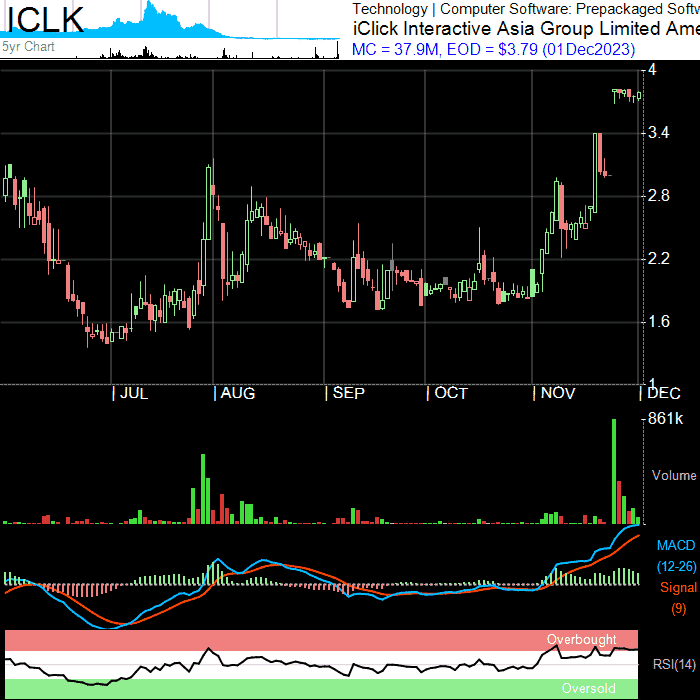 ICLK
5yr Chart
Technology | Computer Software: Prepackaged Softw
iClick Interactive Asia Group Limited Ame
MC = 37.9M, EOD = $3.79 (01Dec2023)
4
3.4
2.8
2.2
1.6
1
JUL AUG SEP OCT NOV DEC
861k
Volume
MACD
(12-26)
Signal
(9)
Overbought
RSI(14)
Oversold